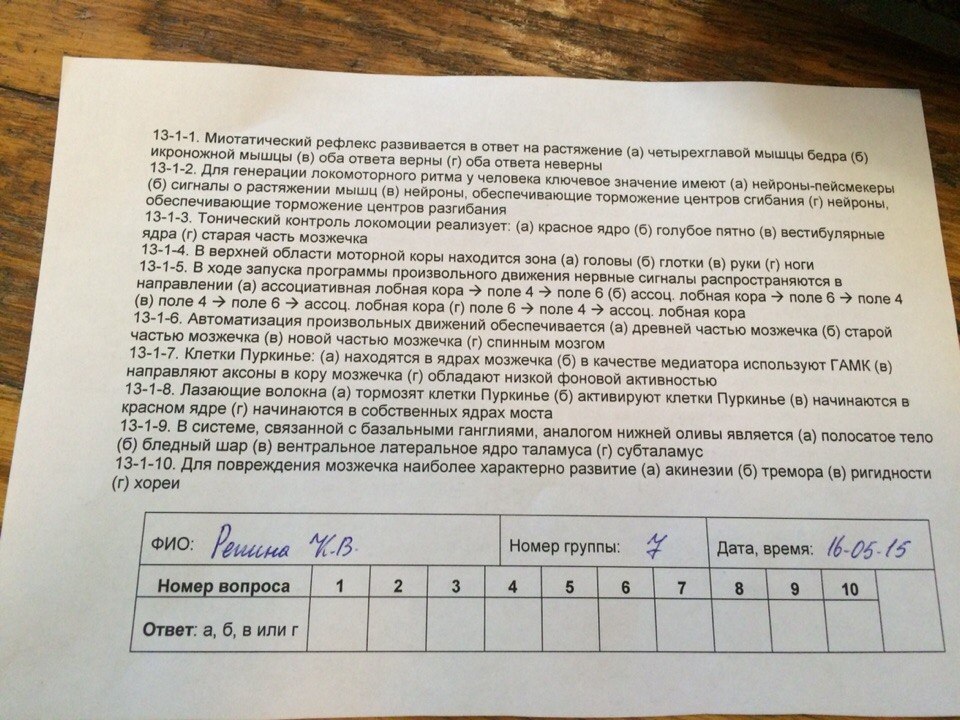 13-1-1. Миотатический рефлекс развивается в ответ на растяжение (а) четырехглавой мышцы бедра (б)
икроножной мышцы (в) оба ответа верны (г) оба ответа неверны
13-1-2. Для генерации локомоторного ритма у человека ключевое значение имеют (а) нейроны-пейсмекеры
(б) сигналы о растяжении мышц (в) нейроны, обеспечивающие торможение центров сгибания (г) нейроны,
обеспечивающие торможение центров разгибания
13-1-3. Тонический контроль локомоции реализует: (а) красное ядро (б) голубое пятно (в) вестибулярные
ядра (г) старая часть мозжечка
13-1-4. В верхней области моторной коры находится зона (а) головы (б) глотки (в) руки (г) ноги
13-1-5. В ходе запуска программы произвольного движения нервные сигналы распространяются в
направлении (а) ассоциативная лобная кора → поле 4 → поле 6 (б) ассоц. лобная кора → поле 6 → поле 4
(в) поле 4 → поле 6 → ассоц. лобная кора (г) поле 6 → поле 4 → ассоц. лобная кора
13-1-6. Автоматизация произвольных движений обеспечивается (а) древней частью мозжечка (б) старой
частью мозжечка (в) новой частью мозжечка (г) спинным мозгом
13-1-7. Клетки Пуркинье: (а) находятся в ядрах мозжечка (б) в качестве медиатора используют ГАМК (в)
направляют аксоны в кору мозжечка (г) обладают низкой фоновой активностью
13-1-8. Лазающие волокна (а) тормозят клетки Пуркинье (б) активируют клетки Пуркинье (в) начинаются в
красном ядре (г) начинаются в собственных ядрах моста
13-1-9. В системе, связанной с базальными ганглиями, аналогом нижней оливы является (а) полосатое тело
(б) бледный шар (в) вентральное латеральное ядро таламуса (г) субталамус
13-1-10. Для повреждения мозжечка наиболее характерно развитие (а) акинезии (б) тремора (в) ригидности
(г) хореи
ФИО: Репина К.В. Номер группы: 7 Дата, время: 16-05-15
Номер вопроса 1 2 3 4 5 6 7 8 9 10
Ответ: а, б, в или г